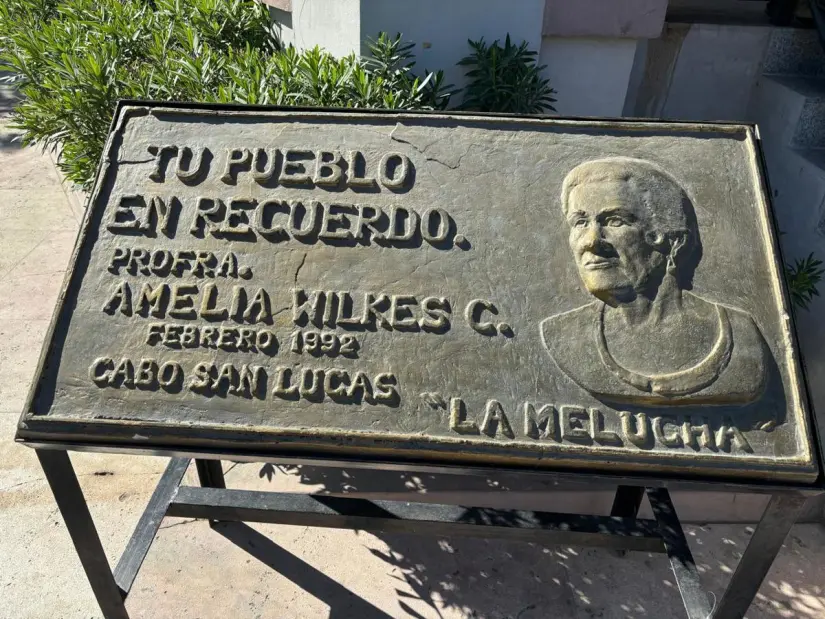 TU PUEBLO
EN RECUERDO.
PROFRA.
AMELIA WILKES C.
FEBRERO 1992
CABO SAN LUCAS
"LA MELUCHA"